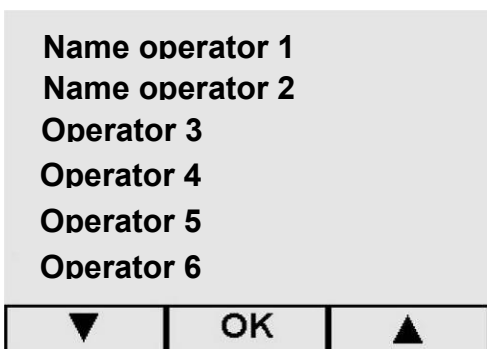 Name operator 1
Name operator 2
Operator 3
Operator 4
Operator 5
Operator 6
▼ OK ▲